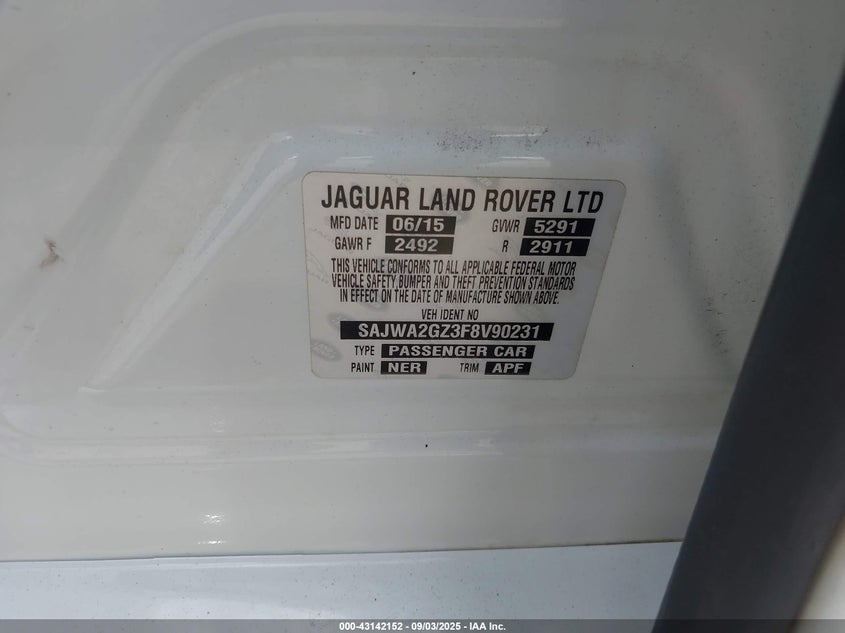 JAGUAR LAND ROVER LTD
MFD DATE 06/15 GVWR 5291
GAWR F 2492 R 2911
THIS VEHICLE CONFORMS TO ALL APPLICABLE FEDERAL MOTOR
VEHICLE SAFETY, BUMPER AND THEFT PREVENTION STANDARDS
IN EFFECT ON THE DATE OF MANUFACTURE SHOWN ABOVE.
VEH IDENT NO
SAJWA2GZ3F8V90231
TYPE PASSENGER CAR
PAINT NER TRIM APF
000-43142152 - 09/03/2025 - IAA Inc.